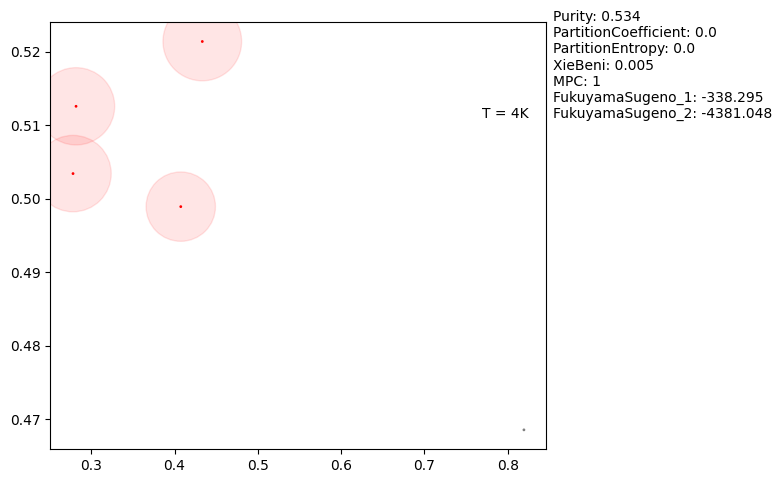 Purity: 0.534
PartitionCoefficient: 0.0
PartitionEntropy: 0.0
XieBeni: 0.005
MPC: 1
FukuyamaSugeno_1: -338.295
FukuyamaSugeno_2: -4381.048
T = 4K
0.52
0.51
0.50
0.49
0.48
0.47
0.3 0.4 0.5 0.6 0.7 0.8